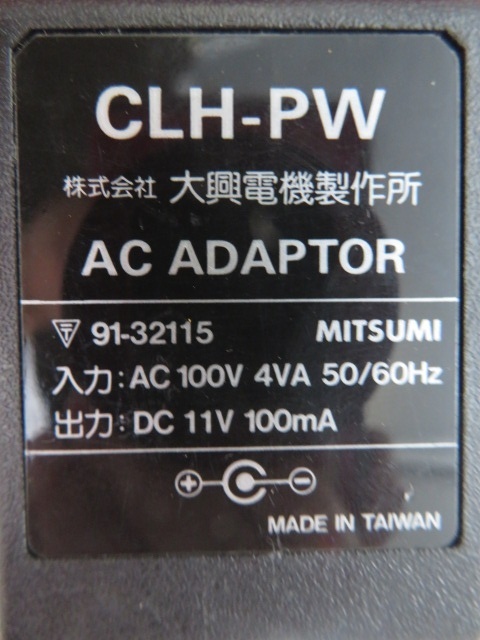 CLH-PW
株式会社 大興電機製作所
AC ADAPTOR
〒 91-32115 MITSUMI
入力:AC 100V 4VA 50/60Hz
出力:DC 11V 100mA
MADE IN TAIWAN